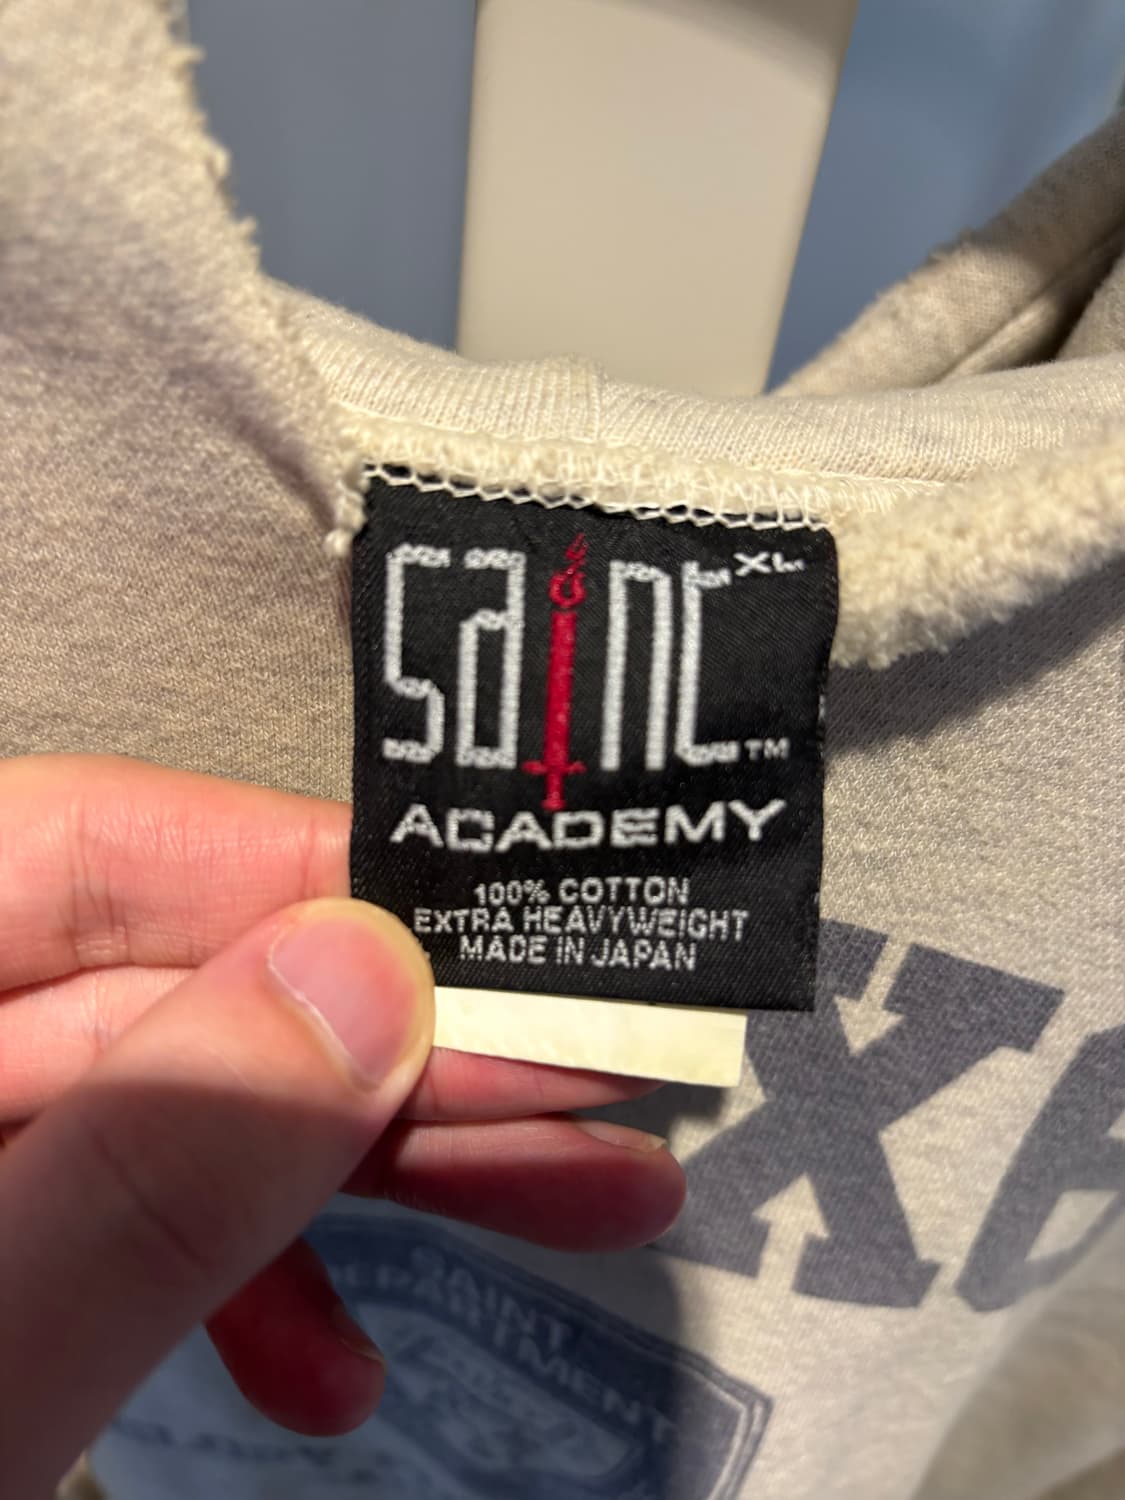 SAINT XL
TM
ACADEMY
100% COTTON
EXTRA HEAVYWEIGHT
MADE IN JAPAN
X
SAINT
DEPARTMENT